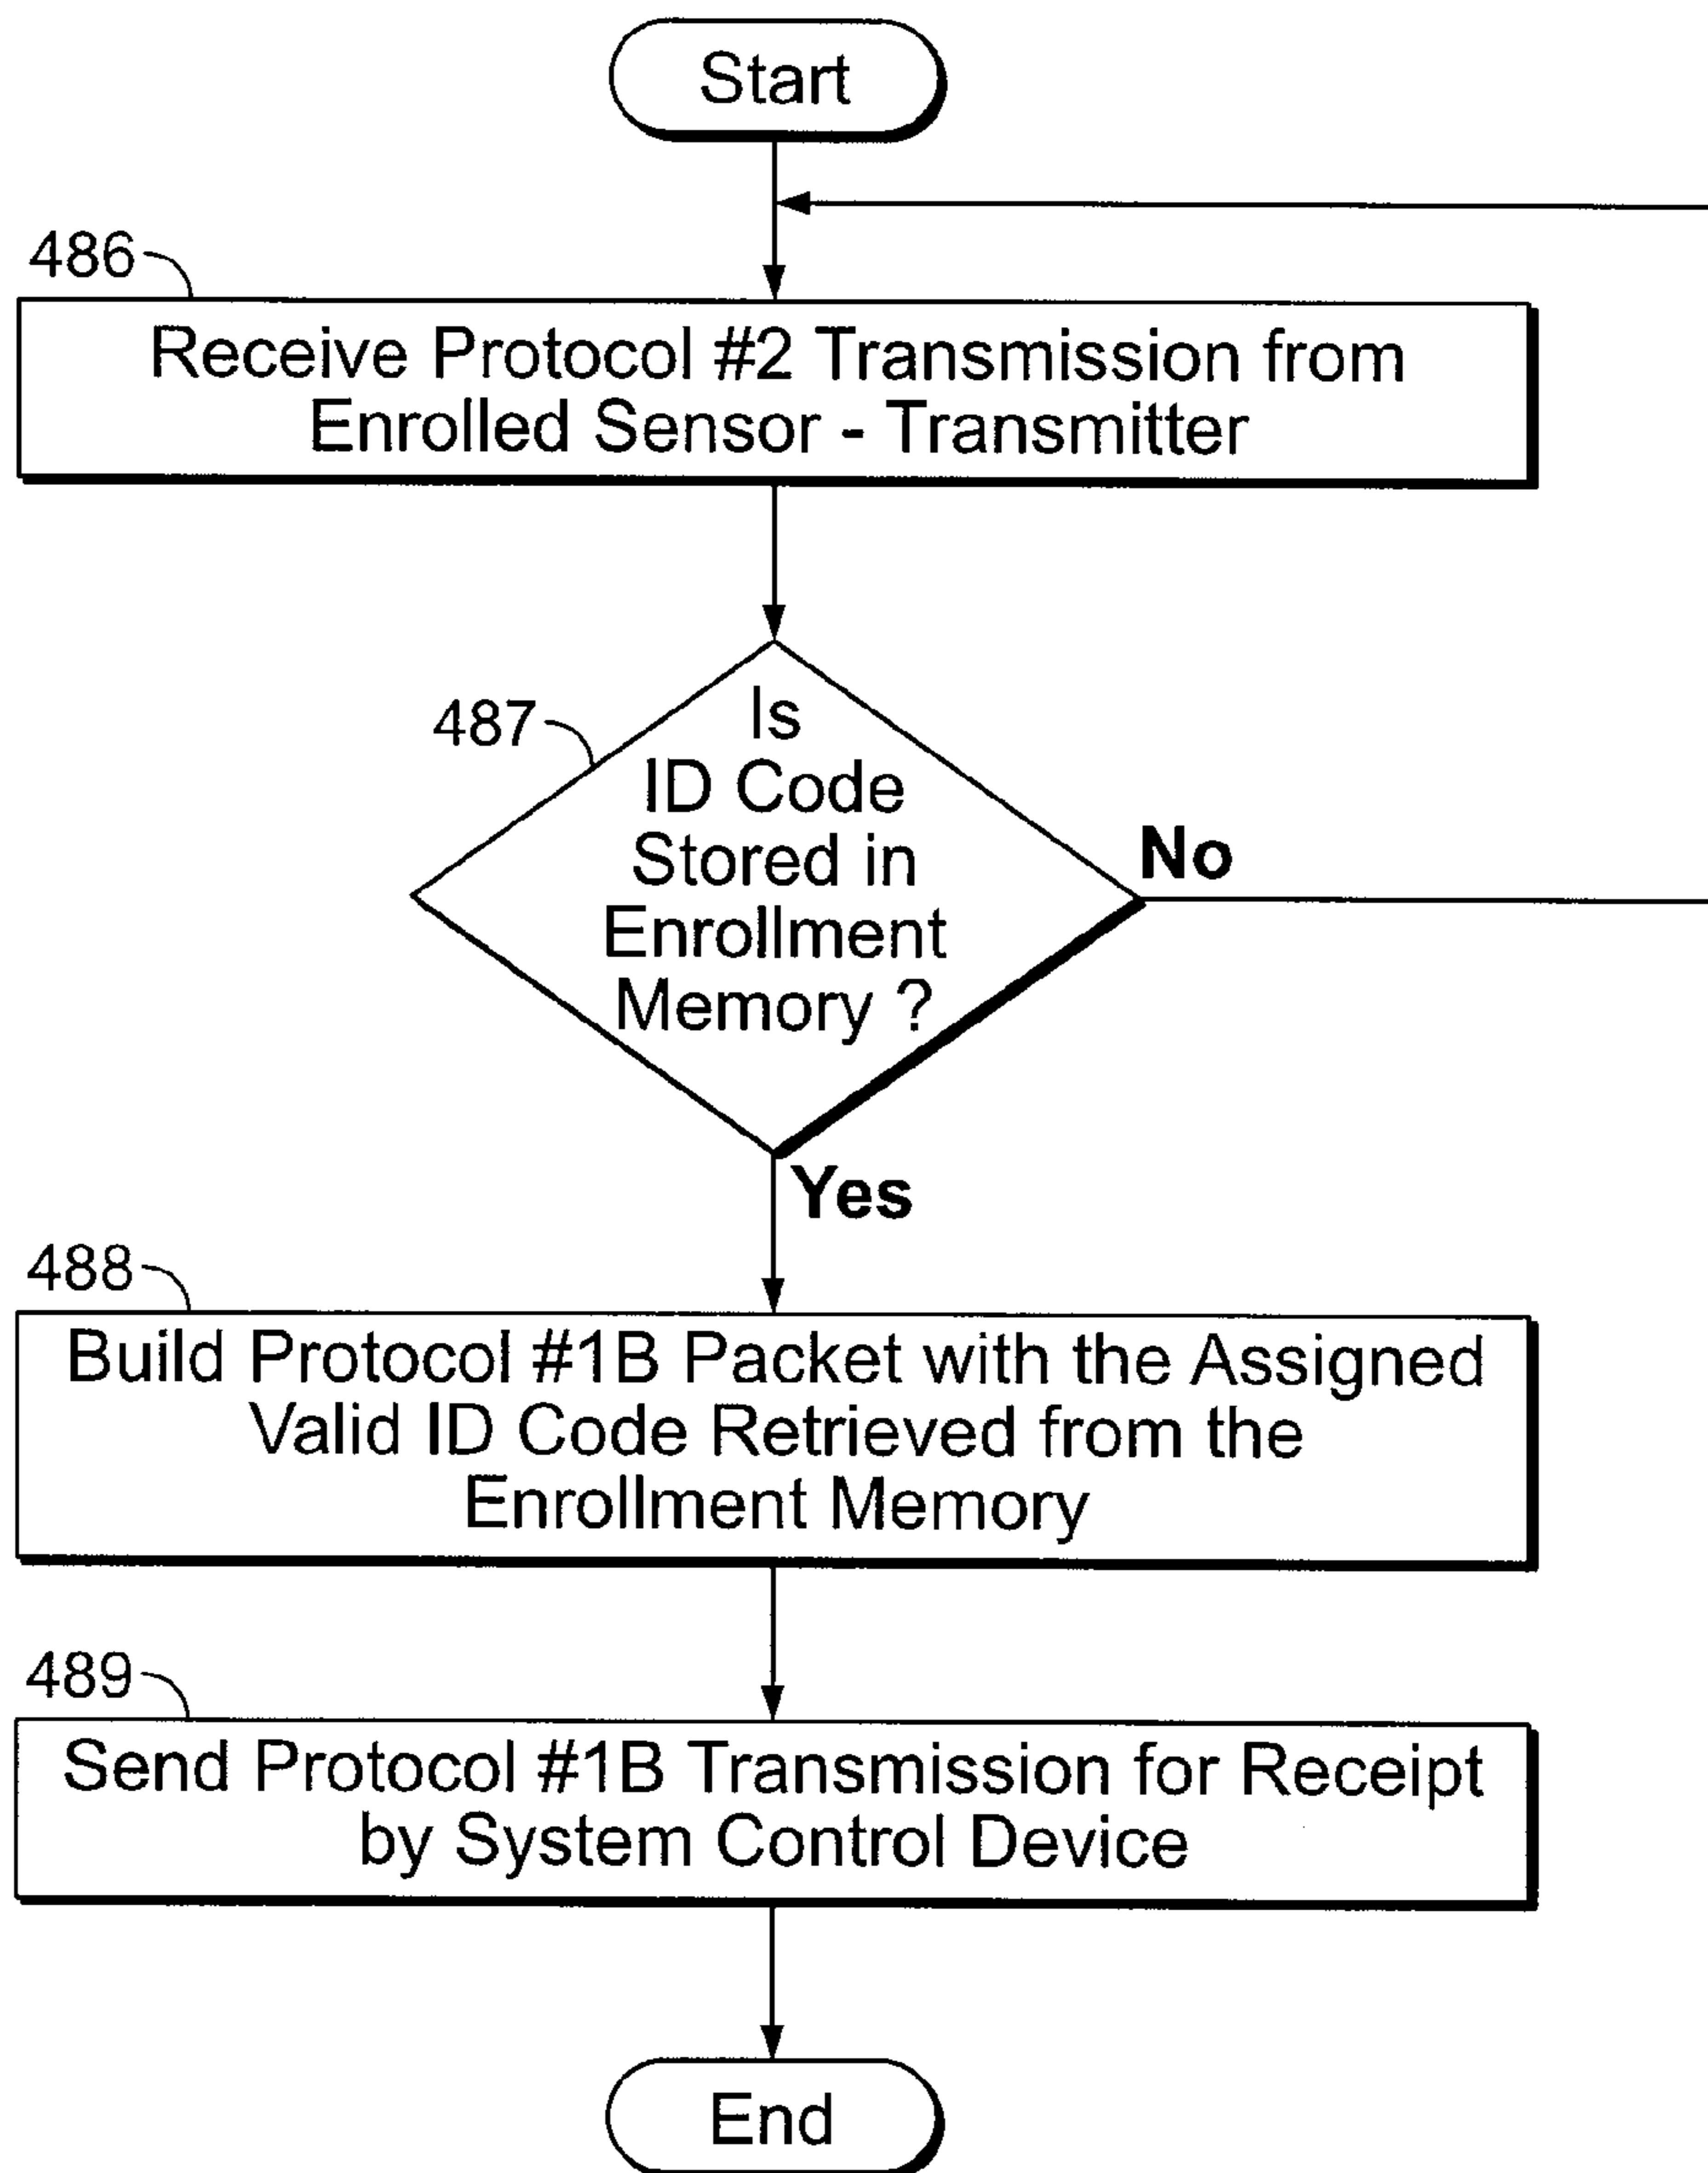 Start
486
Receive Protocol #2 Transmission from
Enrolled Sensor - Transmitter
487
Is
ID Code
Stored in
Enrollment
Memory ?
No
Yes
488
Build Protocol #1B Packet with the Assigned
Valid ID Code Retrieved from the
Enrollment Memory
489
Send Protocol #1B Transmission for Receipt
by System Control Device
End